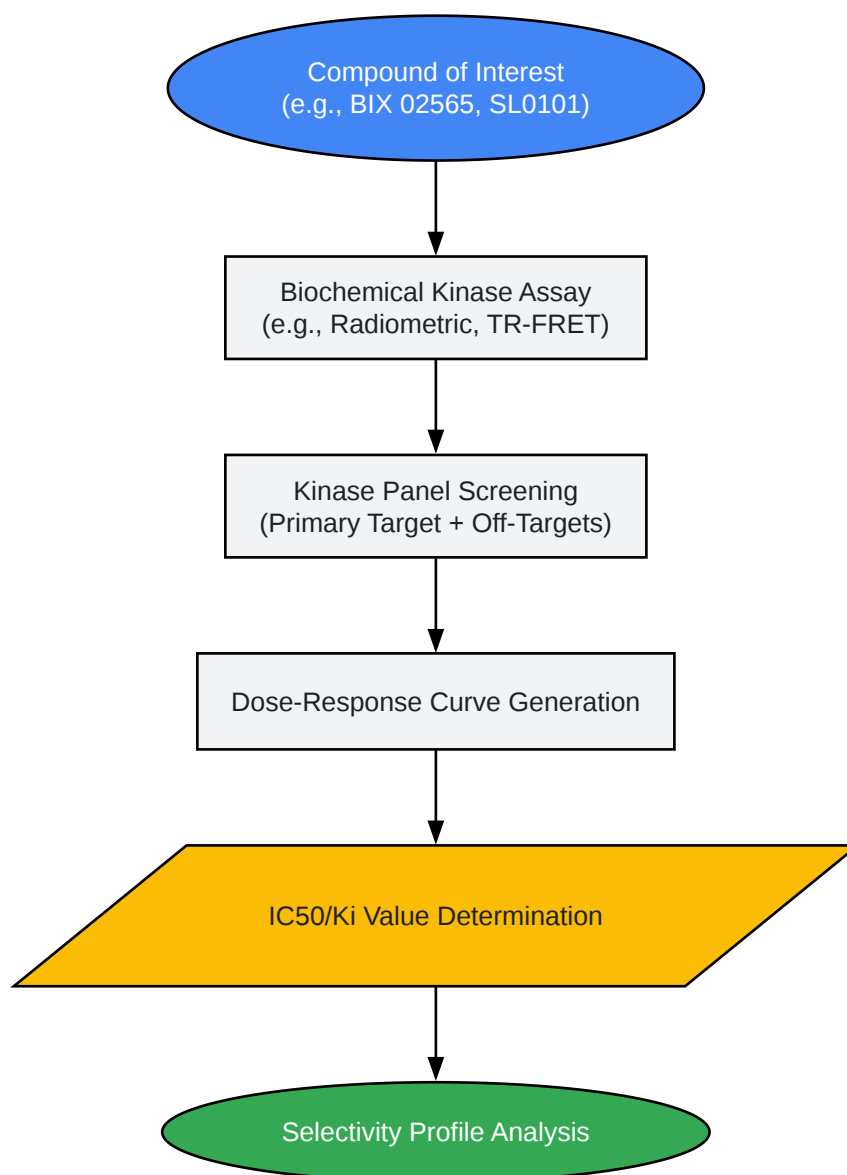 Compound of Interest
(e.g., BIX 02565, SL0101)
Biochemical Kinase Assay
(e.g., Radiometric, TR-FRET)
Kinase Panel Screening
(Primary Target + Off-Targets)
Dose-Response Curve Generation
IC50/Ki Value Determination
Selectivity Profile Analysis